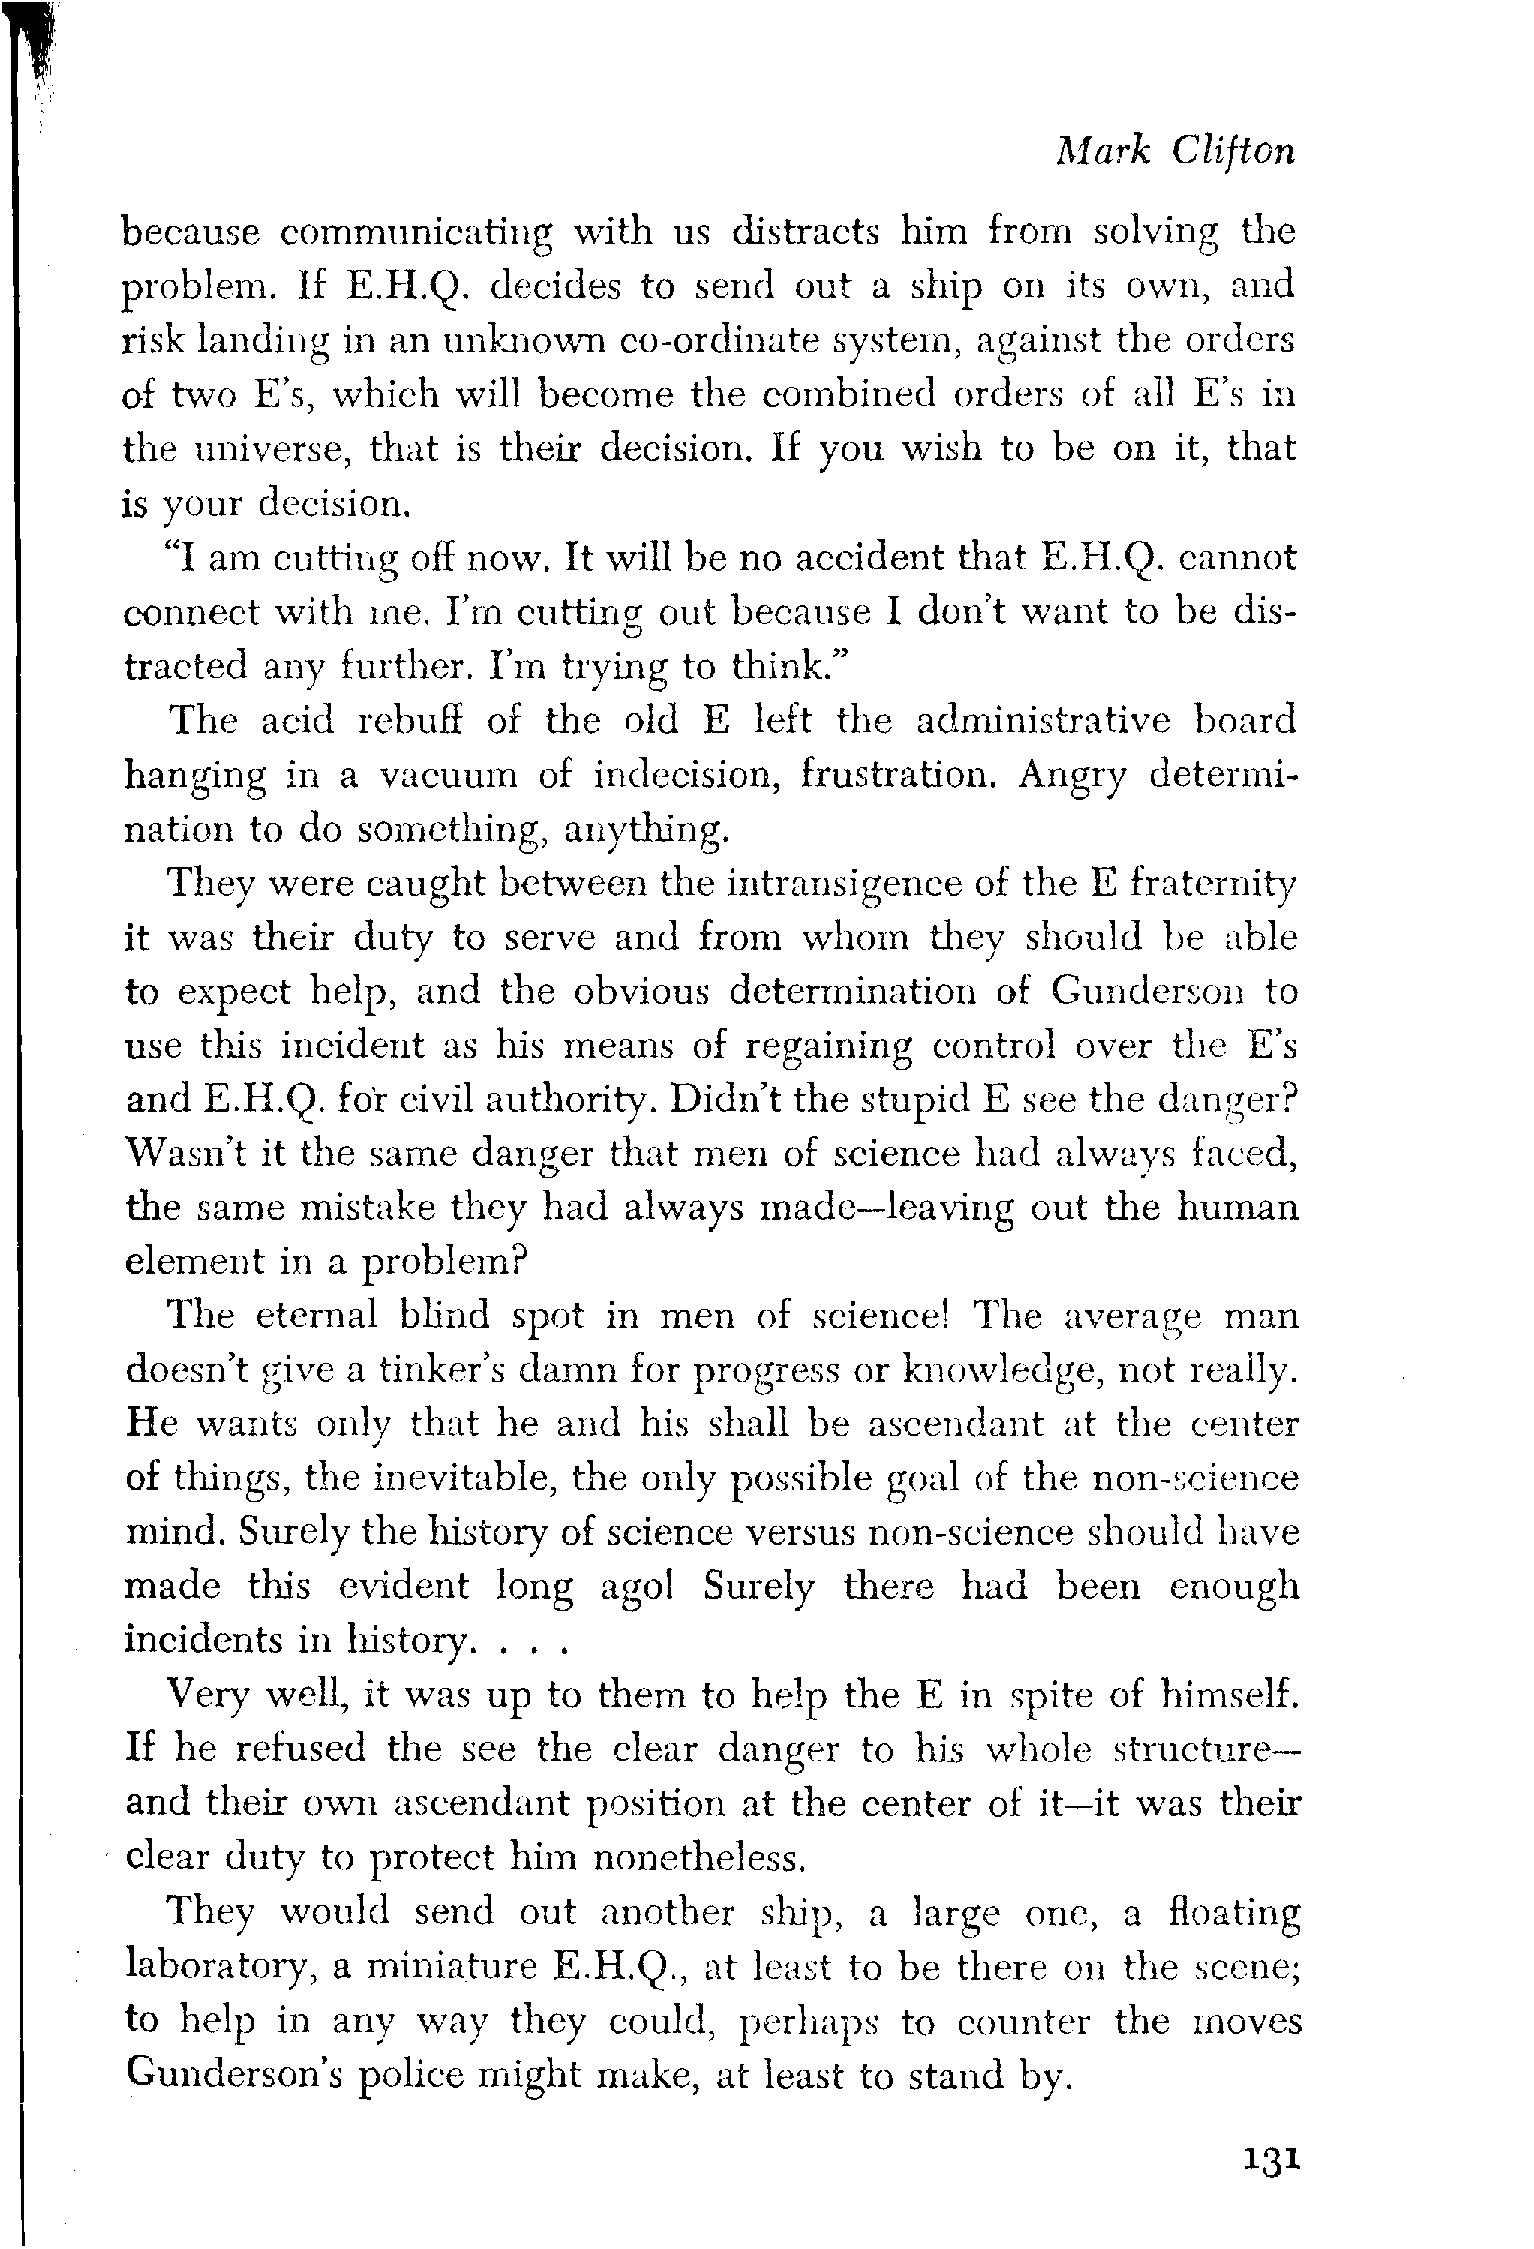 Mark Clifton
because communicating with us distracts him from solving the
problem. If E.H.Q. decides to send out a ship on its own, and
risk landing in an unknown co-ordinate system, against the orders
of two E's, which will become the combined orders of all E's in
the universe, that is their decision. If you wish to be on it, that
is your decision.
"I am cutting off now. It will be no accident that E.H.Q. cannot
connect with me. I'm cutting out because I don't want to be dis-
tracted any further. I'm trying to think."
The acid rebuff of the old E left the administrative board
hanging in a vacuum of indecision, frustration. Angry determi-
nation to do something, anything.
They were caught between the intransigence of the E fraternity
it was their duty to serve and from whom they should be able
to expect help, and the obvious determination of Gunderson to
use this incident as his means of regaining control over the E's
and E.H.Q. for civil authority. Didn't the stupid E see the danger?
Wasn't it the same danger that men of science had always faced,
the same mistake they had always made—leaving out the human
element in a problem?
The eternal blind spot in men of science! The average man
doesn't give a tinker's damn for progress or knowledge, not really.
He wants only that he and his shall be ascendant at the center
of things, the inevitable, the only possible goal of the non-science
mind. Surely the history of science versus non-science should have
made this evident long ago! Surely there had been enough
incidents in history. . . .
Very well, it was up to them to help the E in spite of himself.
If he refused the see the clear danger to his whole structure—
and their own ascendant position at the center of it—it was their
clear duty to protect him nonetheless.
They would send out another ship, a large one, a floating
laboratory, a miniature E.H.Q., at least to be there on the scene;
to help in any way they could, perhaps to counter the moves
Gunderson's police might make, at least to stand by.
131